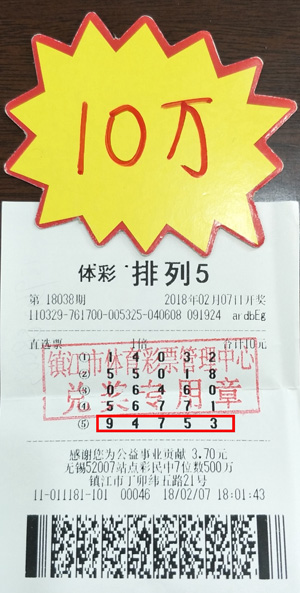 10万
体彩 排列5
第 18038期 2018年02月07日开奖
110329-761700-005325-040608 091924 ardbEg
直选票 1倍 合计10元
① 1 4 0 3 2
② 5 5 0 1 8
③ 0 6 4 6 0
④ 5 6 7 7 1
⑤ 9 4 7 5 3
镇江市体育彩票管理中心
兑奖专用章
感谢您为公益事业贡献 3.70元
无锡52007站点彩民中7位数500万
镇江市丁卯纬五路21号
11-011181-101 00046 18/02/07 18:01:43